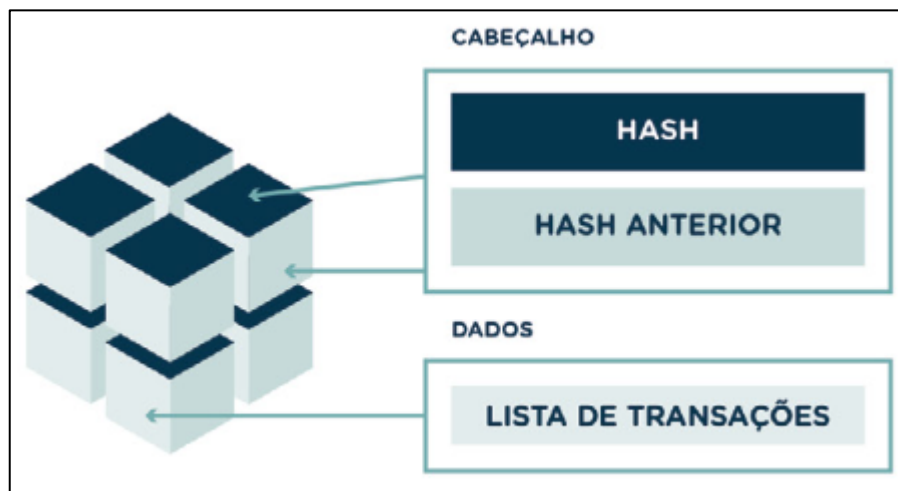 CABEÇALHO
HASH
HASH ANTERIOR
DADOS
LISTA DE TRANSAÇÕES